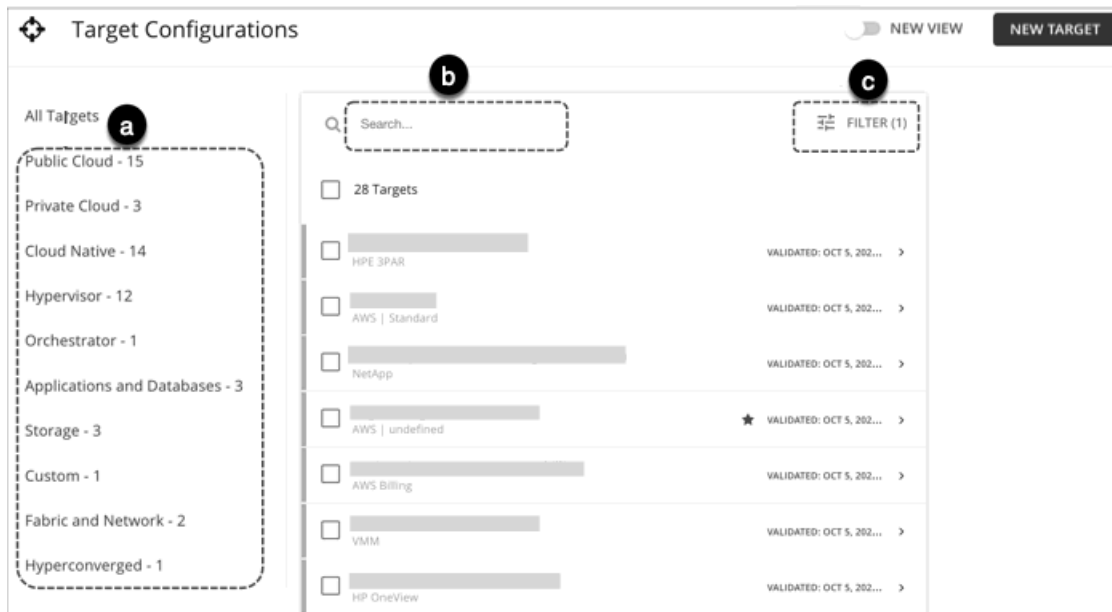 Target Configurations
NEW VIEW
NEW TARGET
a
b
c
All Targets
Public Cloud - 15
Private Cloud - 3
Cloud Native - 14
Hypervisor - 12
Orchestrator - 1
Applications and Databases - 3
Storage - 3
Custom - 1
Fabric and Network - 2
Hyperconverged - 1
Search...
FILTER (1)
28 Targets
HPE 3PAR
VALIDATED: OCT 5, 202...
AWS | Standard
VALIDATED: OCT 5, 202...
NetApp
VALIDATED: OCT 5, 202...
AWS | undefined
VALIDATED: OCT 5, 202...
AWS Billing
VALIDATED: OCT 5, 202...
VMM
VALIDATED: OCT 5, 202...
HP OneView
VALIDATED: OCT 5, 202...